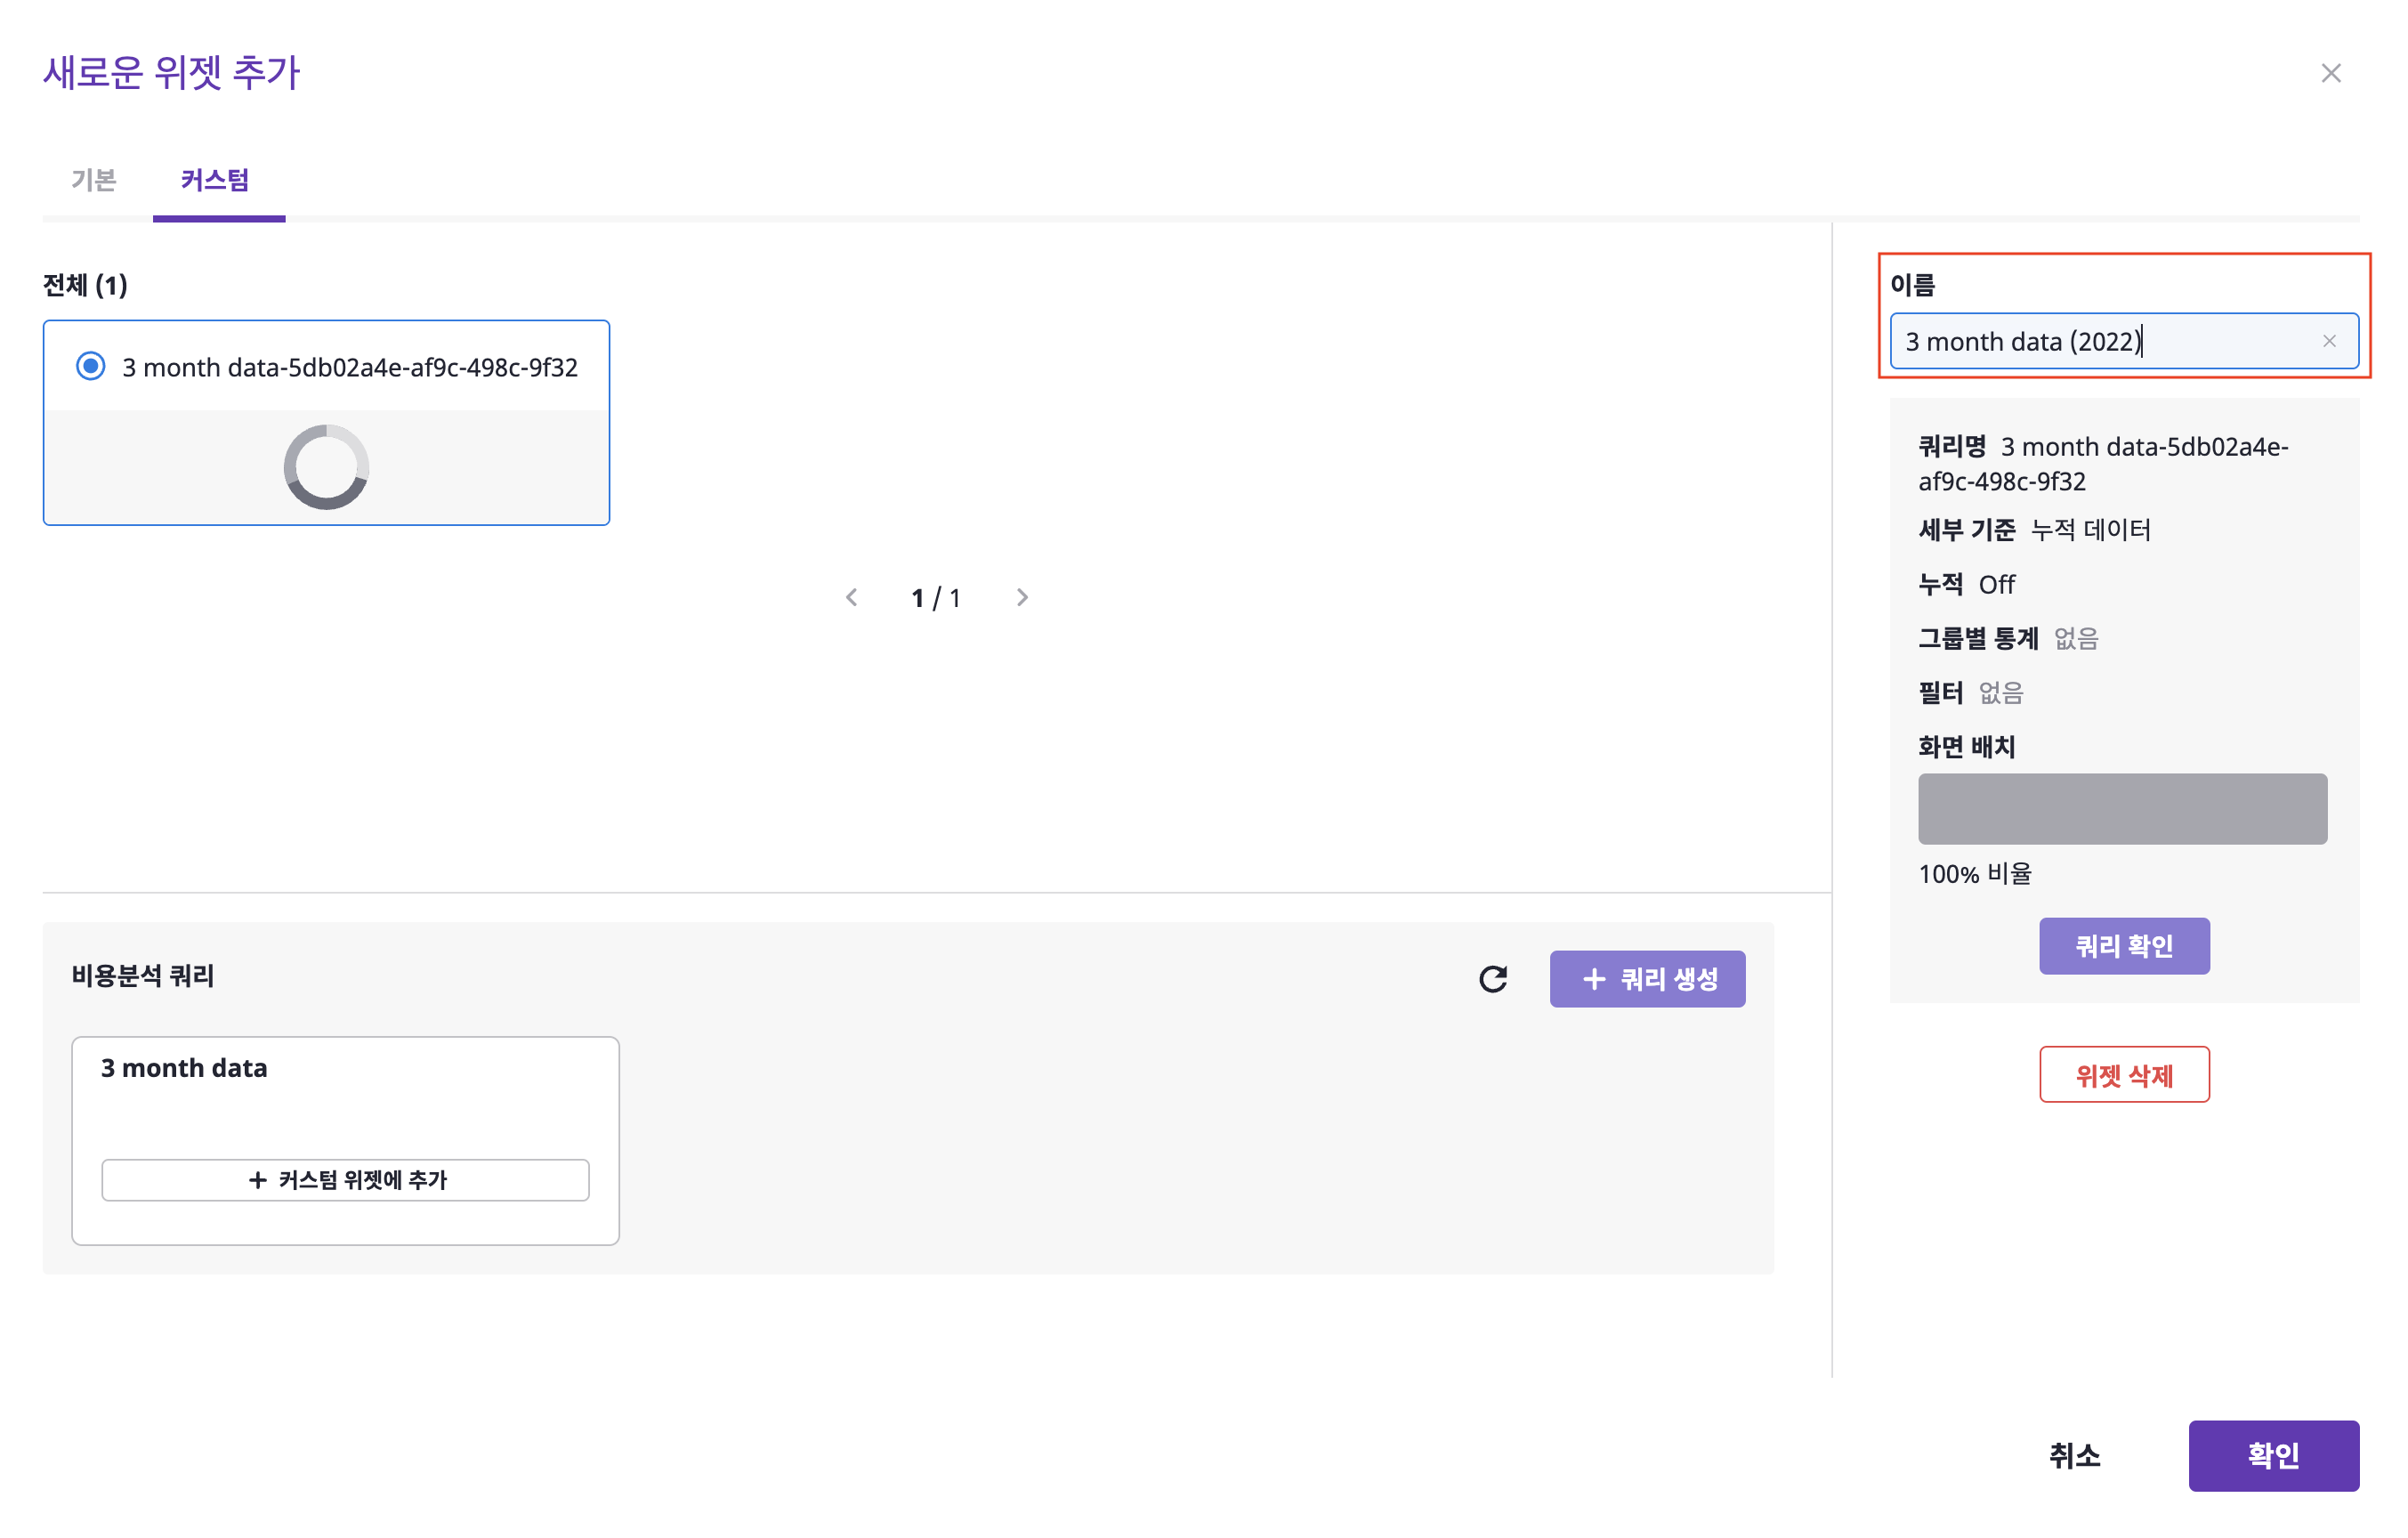 새로운 위젯 추가
기본
커스텀
전체 (1)
3 month data-5db02a4e-af9c-498c-9f32
1 / 1
비용분석 쿼리
쿼리 생성
3 month data
커스텀 위젯에 추가
이름
3 month data (2022)
쿼리명 3 month data-5db02a4e-
af9c-498c-9f32
세부 기준 누적 데이터
누적 Off
그룹별 통계 없음
필터 없음
화면 배치
100% 비율
쿼리 확인
위젯 삭제
취소
확인